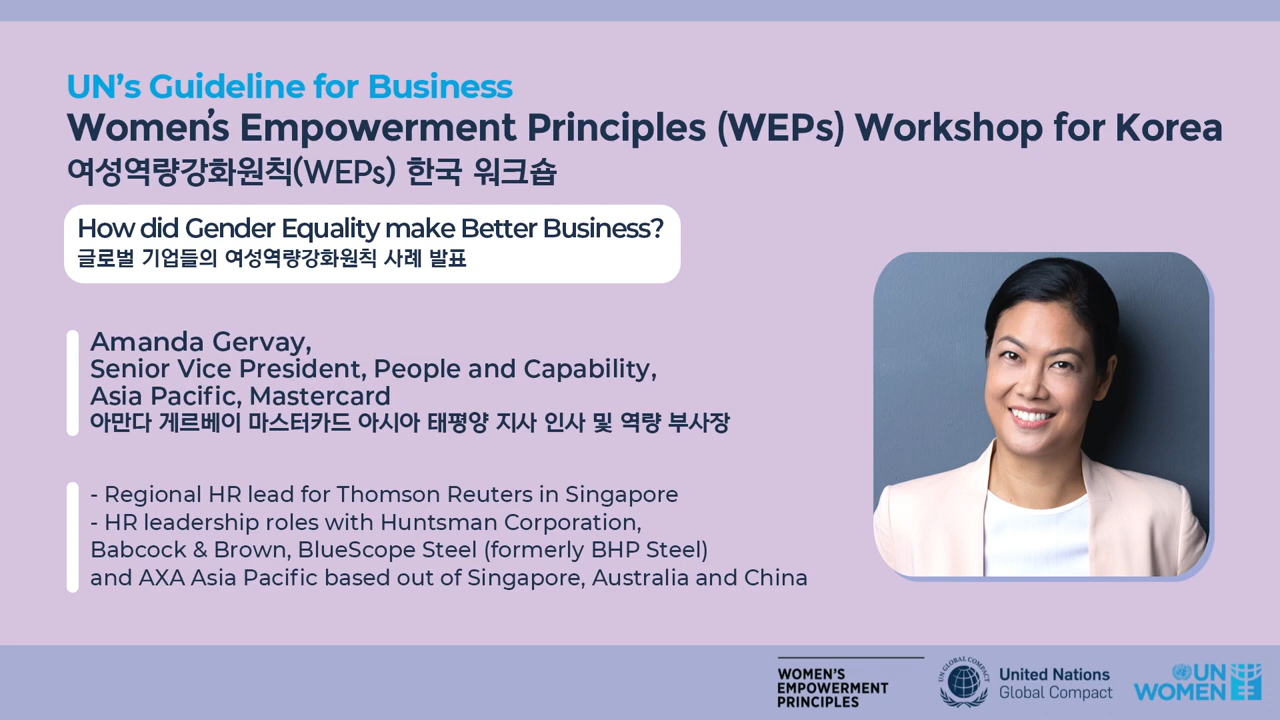 UN's Guideline for Business
Women's Empowerment Principles (WEPs) Workshop for Korea
여성역량강화원칙(WEPs) 한국 워크숍
How did Gender Equality make Better Business?
글로벌 기업들의 여성역량강화원칙 사례 발표
Amanda Gervay,
Senior Vice President, People and Capability,
Asia Pacific, Mastercard
아만다 게르베이 마스터카드 아시아 태평양 지사 인사 및 역량 부사장
- Regional HR lead for Thomson Reuters in Singapore
- HR leadership roles with Huntsman Corporation,
Babcock & Brown, BlueScope Steel (formerly BHP Steel)
and AXA Asia Pacific based out of Singapore, Australia and China
WOMEN'S
EMPOWERMENT
PRINCIPLES
UN GLOBAL COMPACT
United Nations
Global Compact
UN
WOMEN